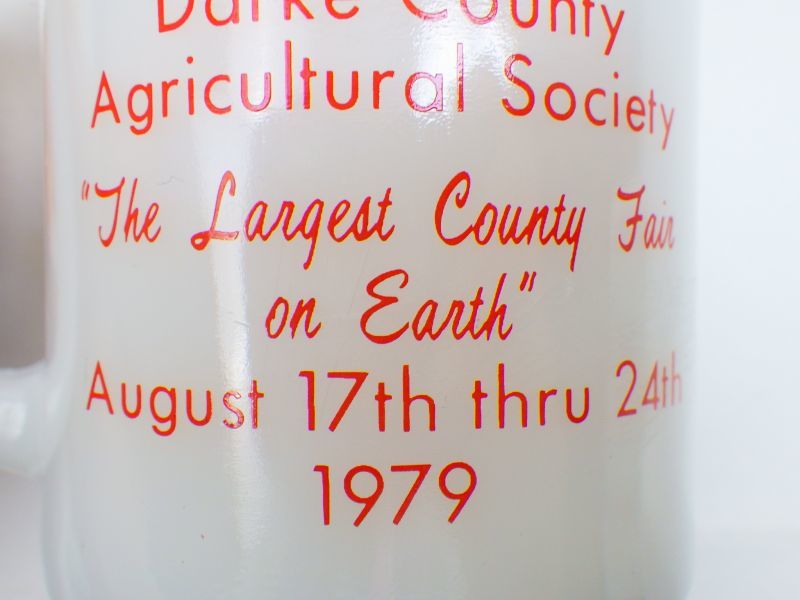 Darke County
Agricultural Society
"The Largest County Fair
on Earth"
August 17th thru 24th
1979